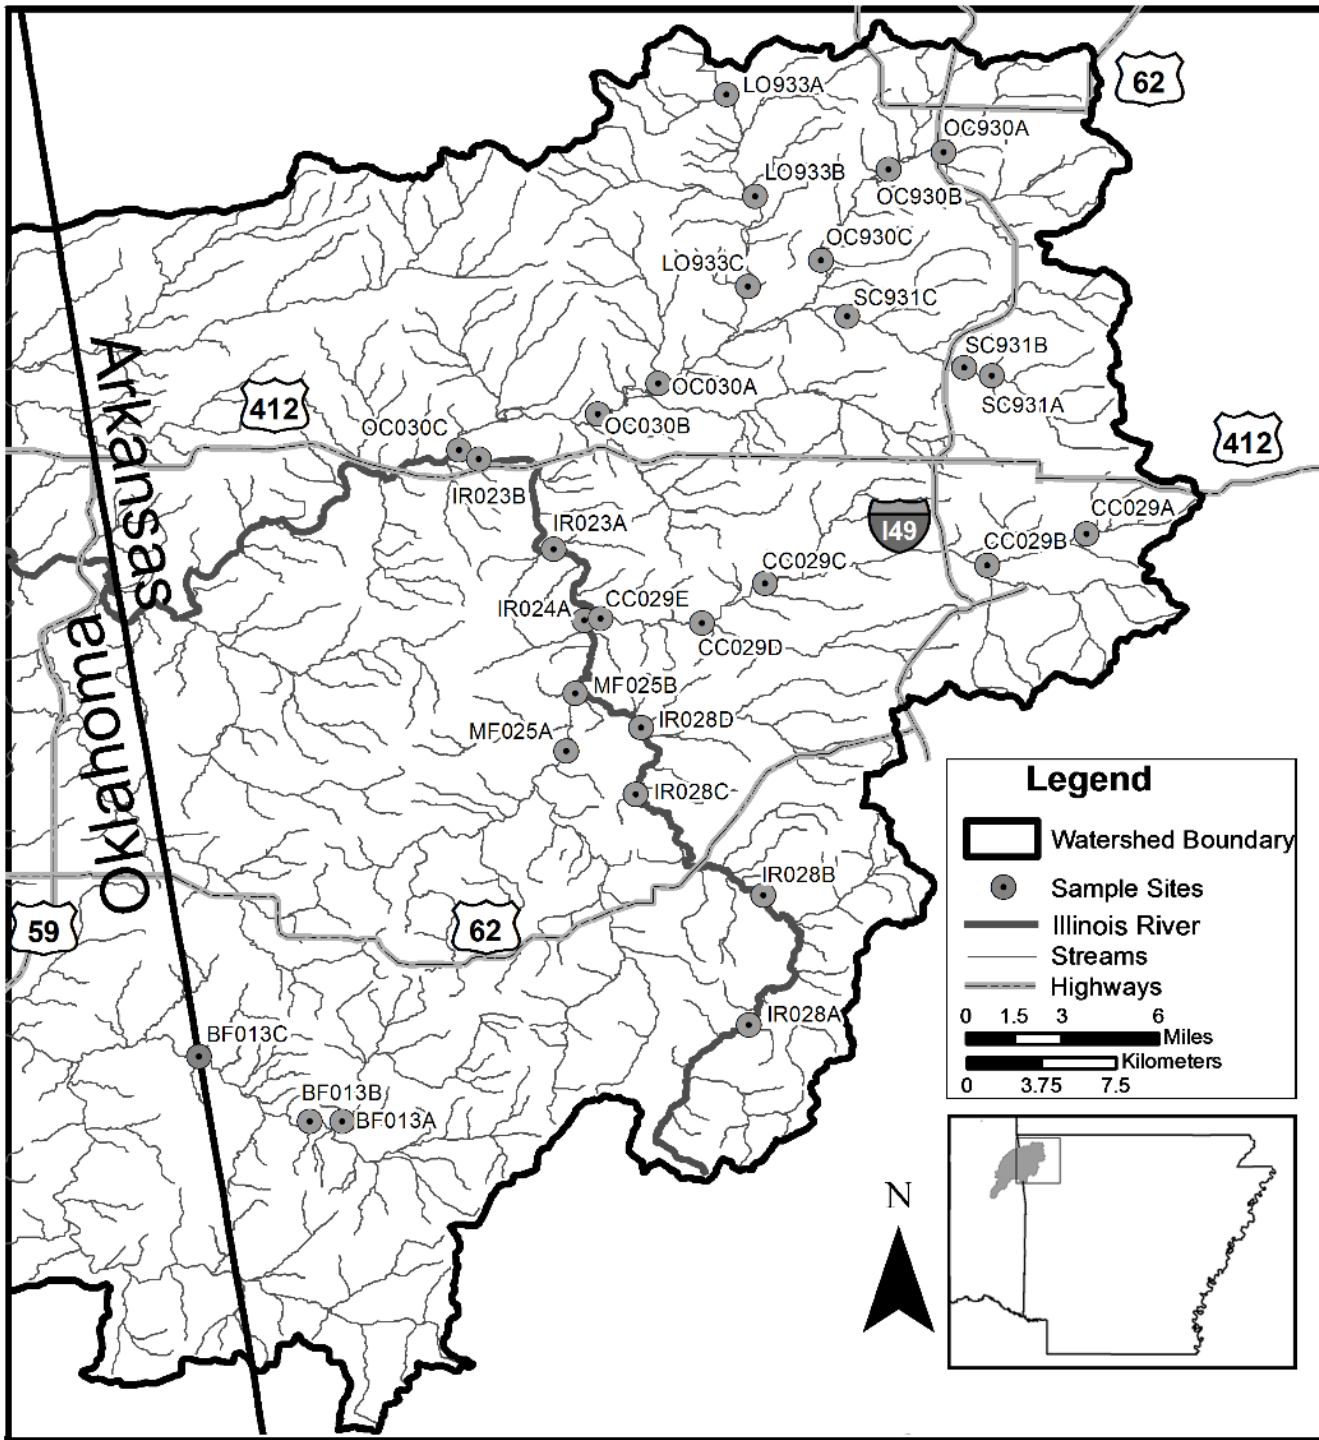 62
LO933A
OC930A
LO933B
OC930B
OC930C
LO933C
SC931C
SC931B
SC931A
OC030A
OC030B
OC030C
412
412
IR023B
Arkansas
Oklahoma
IR023A
I49
CC029A
CC029B
CC029C
IR024A
CC029E
CC029D
MF025B
MF025A
IR028D
IR028C
IR028B
59
62
IR028A
BF013C
BF013B
BF013A
Legend
Watershed Boundary
Sample Sites
Illinois River
Streams
Highways
0 1.5 3 6
Miles
Kilometers
0 3.75 7.5
N